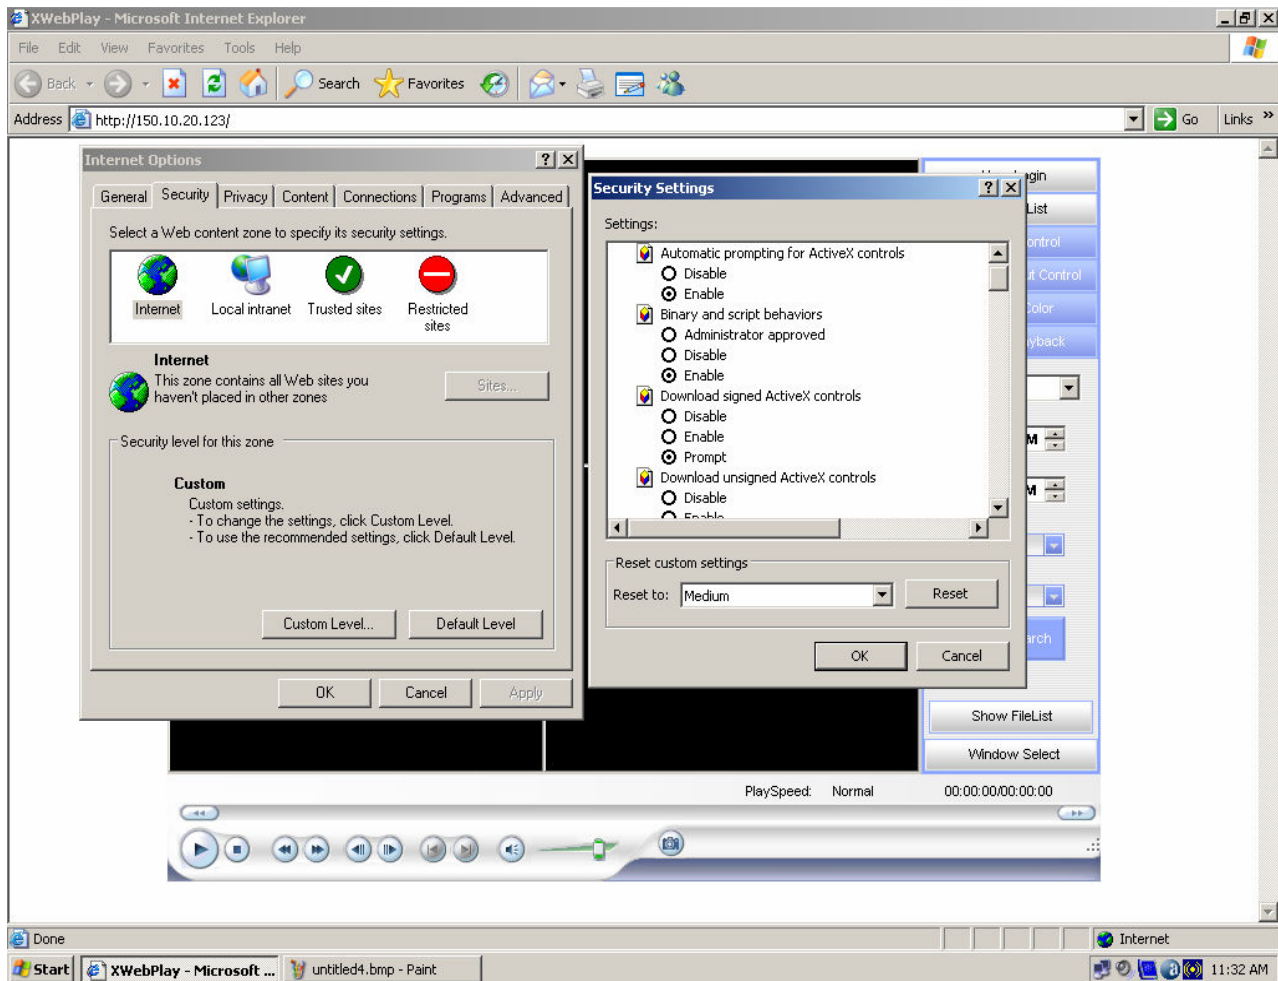 XWebPlay - Microsoft Internet Explorer
File Edit View Favorites Tools Help
Back Search Favorites
Address http://150.10.20.123/ Go Links »
Internet Options
General Security Privacy Content Connections Programs Advanced
Select a Web content zone to specify its security settings.
Internet Local intranet Trusted sites Restricted
sites
Internet
This zone contains all Web sites you
haven't placed in other zones
Sites...
Security level for this zone
Custom
Custom settings.
- To change the settings, click Custom Level.
- To use the recommended settings, click Default Level.
Custom Level... Default Level
OK Cancel Apply
Security Settings
Settings:
Automatic prompting for ActiveX controls
Disable
Enable
Binary and script behaviors
Administrator approved
Disable
Enable
Download signed ActiveX controls
Disable
Enable
Prompt
Download unsigned ActiveX controls
Disable
Enable
Reset custom settings
Reset to: Medium Reset
OK Cancel
List
Control
Color
Show FileList
Window Select
PlaySpeed: Normal 00:00:00/00:00:00
Done Internet
Start XWebPlay - Microsoft ... untitled4.bmp - Paint 11:32 AM